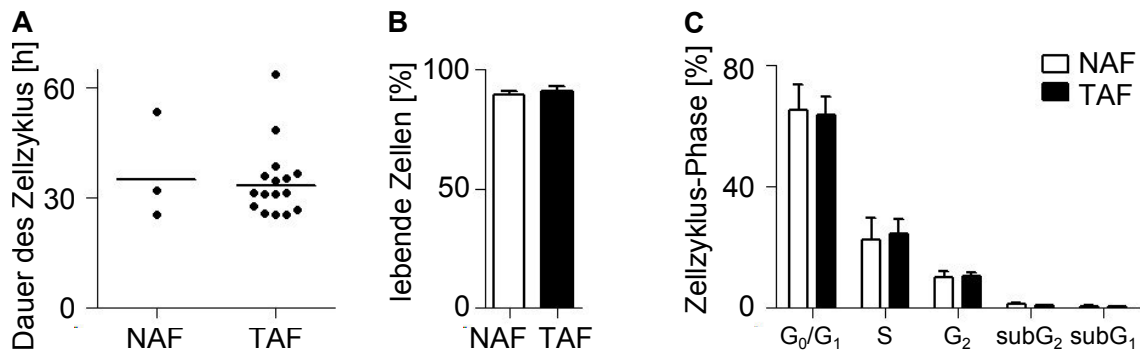 A
Dauer des Zellzyklus [h]
60
30
0
NAF TAF
B
lebende Zellen [%]
100
50
0
NAF TAF
C
Zellzyklus-Phase [%]
80
40
0
NAF
TAF
G₀/G₁ S G₂ subG₂ subG₁